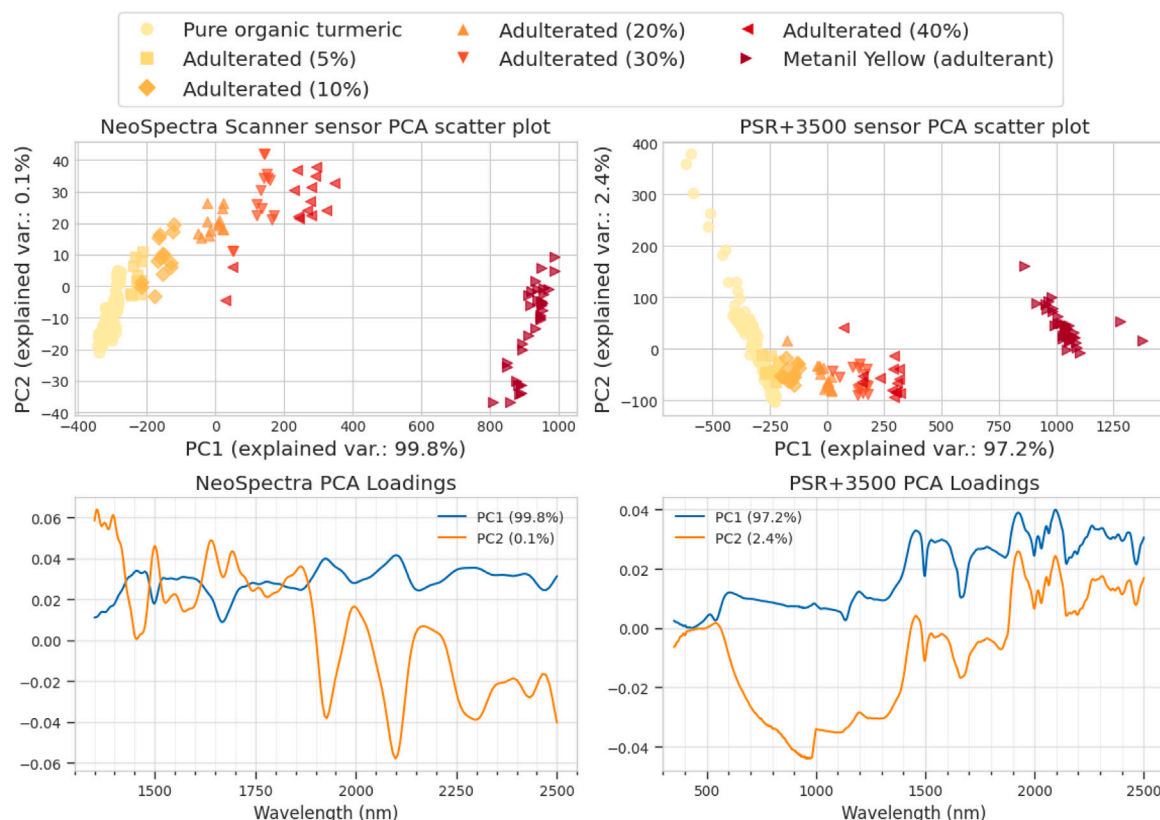 Pure organic turmeric
Adulterated (5%)
Adulterated (10%)
Adulterated (20%)
Adulterated (30%)
Adulterated (40%)
Metanil Yellow (adulterant)
NeoSpectra Scanner sensor PCA scatter plot
PC2 (explained var.: 0.1%)
40
30
20
10
0
−10
−20
−30
−40
−400
−200
0
200
400
600
800
1000
PC1 (explained var.: 99.8%)
PSR+3500 sensor PCA scatter plot
PC2 (explained var.: 2.4%)
400
300
200
100
0
−100
−500
−250
0
250
500
750
1000
1250
PC1 (explained var.: 97.2%)
NeoSpectra PCA Loadings
PC1 (99.8%)
PC2 (0.1%)
0.06
0.04
0.02
0.00
−0.02
−0.04
−0.06
1500
1750
2000
2250
2500
Wavelength (nm)
PSR+3500 PCA Loadings
PC1 (97.2%)
PC2 (2.4%)
0.04
0.02
0.00
−0.02
−0.04
500
1000
1500
2000
2500
Wavelength (nm)